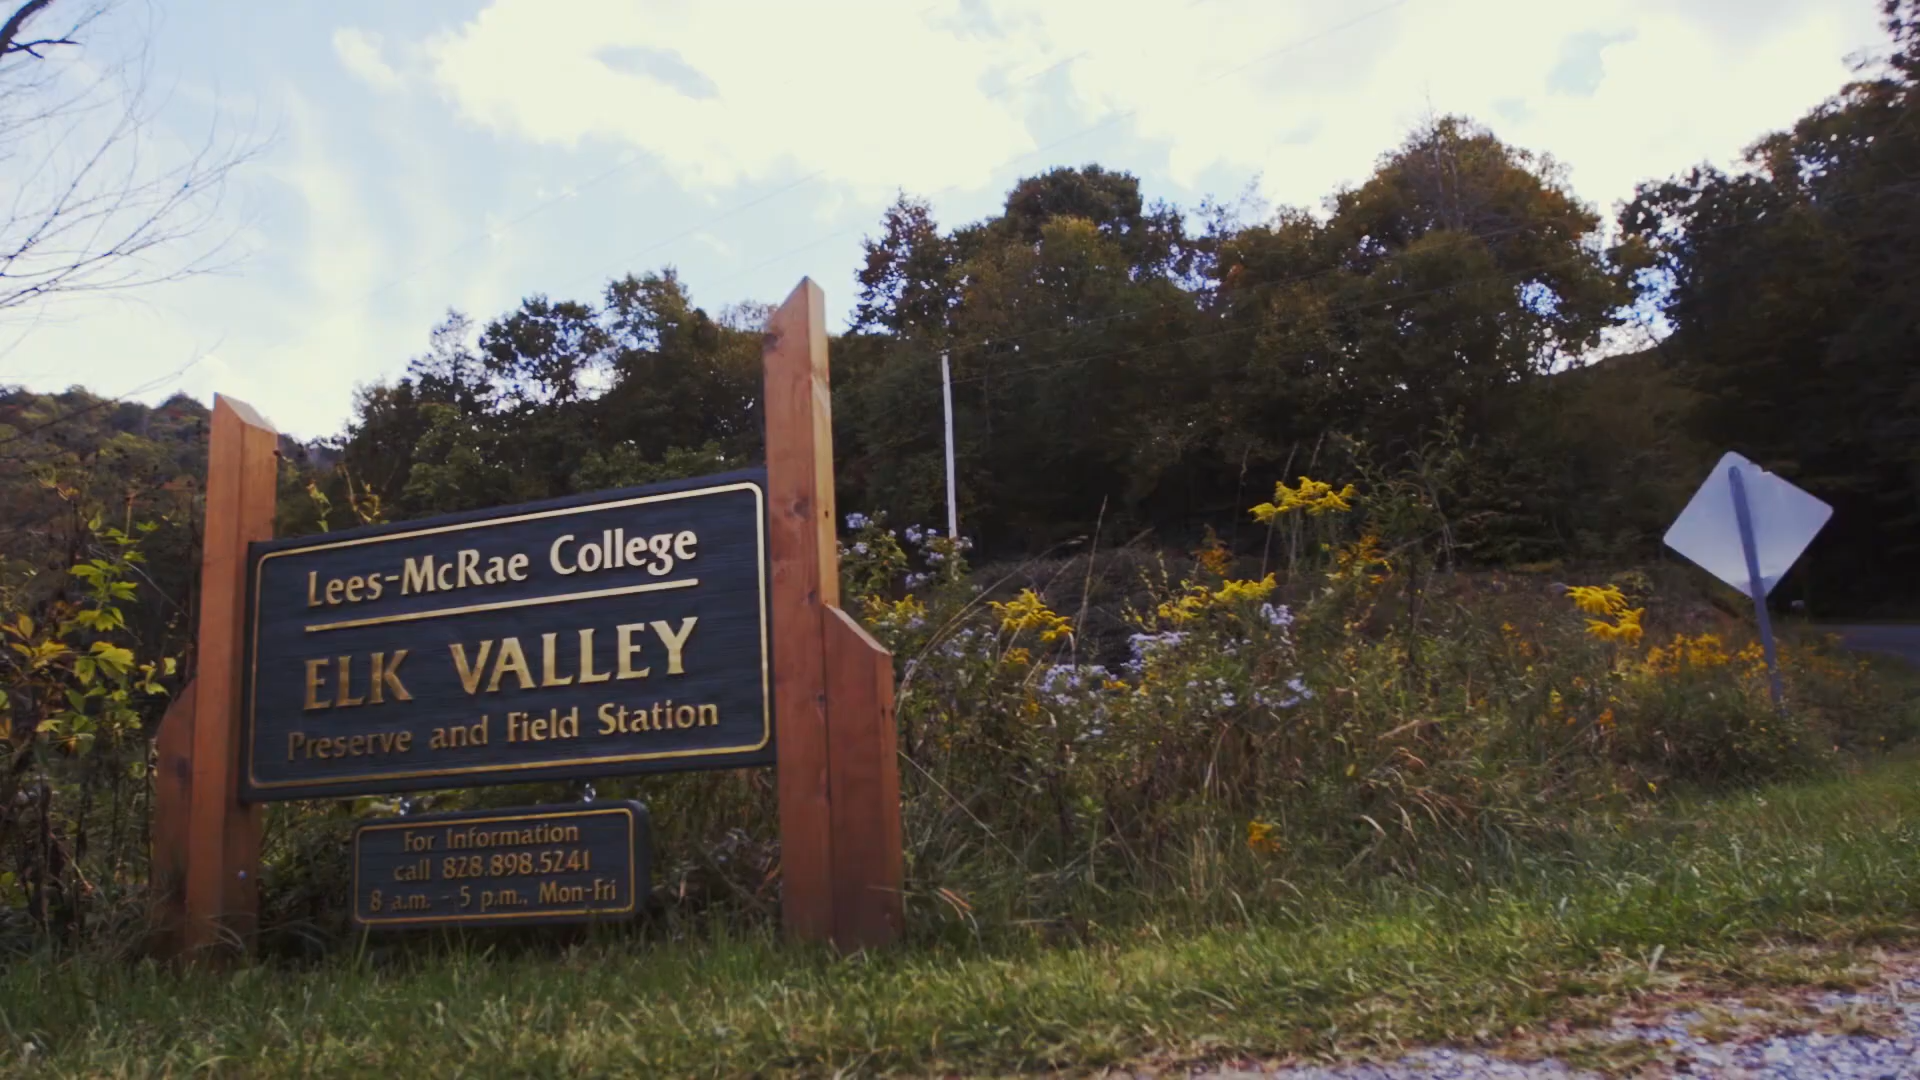 Lees-McRae College
ELK VALLEY
Preserve and Field Station
For Information
call 828.898.5241
8 a.m. - 5 p.m., Mon-Fri